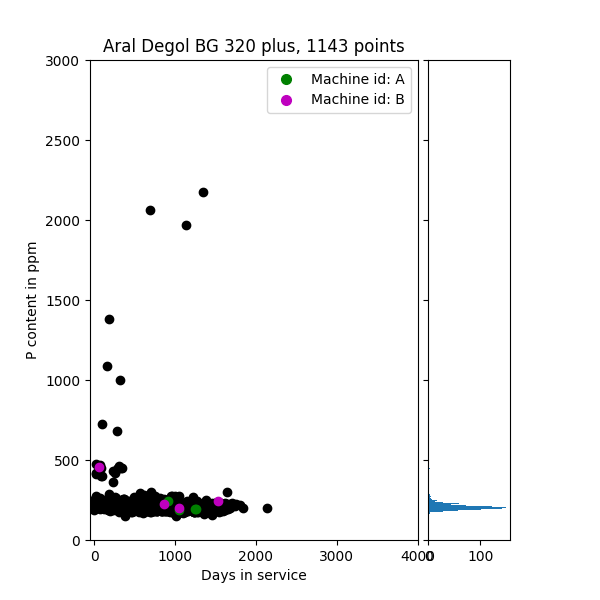 Aral Degol BG 320 plus, 1143 points
Machine id: A
Machine id: B
P content in ppm
3000
2500
2000
1500
1000
500
0
0
1000
2000
3000
4000
0
100
Days in service